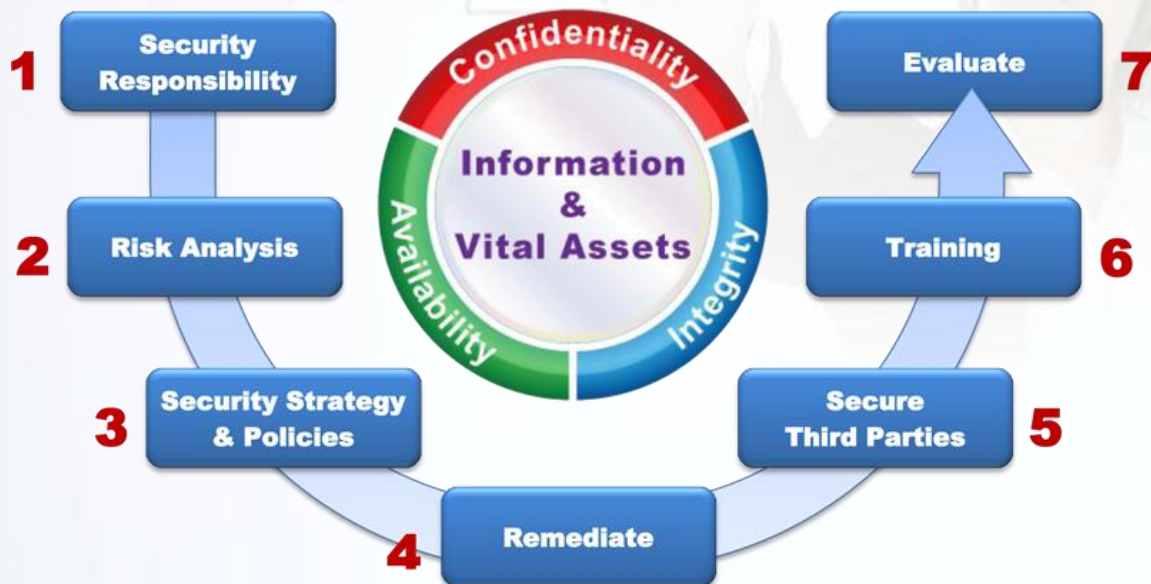 1
Security
Responsibility
2
Risk Analysis
3
Security Strategy
& Policies
4
Remediate
5
Secure
Third Parties
6
Training
7
Evaluate
Confidentiality
Integrity
Availability
Information
&
Vital Assets